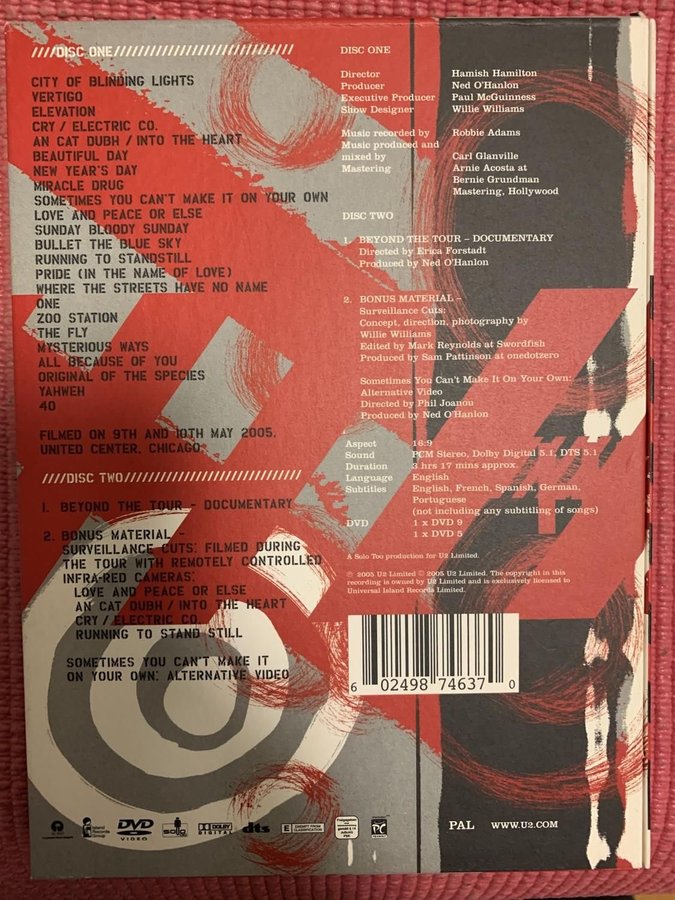 ////DISC ONE////////////////////////////
CITY OF BLINDING LIGHTS
VERTIGO
ELEVATION
CRY / ELECTRIC CO.
AN CAT DUBH / INTO THE HEART
BEAUTIFUL DAY
NEW YEAR'S DAY
MIRACLE DRUG
SOMETIMES YOU CAN'T MAKE IT ON YOUR OWN
LOVE AND PEACE OR ELSE
SUNDAY BLOODY SUNDAY
BULLET THE BLUE SKY
RUNNING TO STANDSTILL
PRIDE (IN THE NAME OF LOVE)
WHERE THE STREETS HAVE NO NAME
ONE
ZOO STATION
THE FLY
MYSTERIOUS WAYS
ALL BECAUSE OF YOU
ORIGINAL OF THE SPECIES
YAHWEH
40
FILMED ON 9TH AND 10TH MAY 2005,
UNITED CENTER, CHICAGO
////DISC TWO////////////////////////////
1. BEYOND THE TOUR – DOCUMENTARY
2. BONUS MATERIAL –
SURVEILLANCE CUTS: FILMED DURING
THE TOUR WITH REMOTELY CONTROLLED
INFRA-RED CAMERAS:
LOVE AND PEACE OR ELSE
AN CAT DUBH / INTO THE HEART
CRY / ELECTRIC CO.
RUNNING TO STAND STILL
SOMETIMES YOU CAN'T MAKE IT
ON YOUR OWN: ALTERNATIVE VIDEO
DISC ONE
Director Hamish Hamilton
Producer Ned O'Hanlon
Executive Producer Paul McGuinness
Show Designer Willie Williams
Music recorded by Robbie Adams
Music produced and
mixed by Carl Glanville
Mastering Arnie Acosta at
Bernie Grundman
Mastering, Hollywood
DISC TWO
1. BEYOND THE TOUR – DOCUMENTARY
Directed by Erica Forstadt
Produced by Ned O'Hanlon
2. BONUS MATERIAL –
Surveillance Cuts:
Concept, direction, photography by
Willie Williams
Edited by Mark Reynolds at Swordfish
Produced by Sam Pattinson at onedotzero
Sometimes You Can't Make It On Your Own:
Alternative Video
Directed by Phil Joanou
Produced by Ned O'Hanlon
Aspect 16:9
Sound PCM Stereo, Dolby Digital 5.1, DTS 5.1
Duration 3 hrs 17 mins approx.
Language English
Subtitles English, French, Spanish, German,
Portuguese
(not including any subtitling of songs)
DVD 1 x DVD 9
1 x DVD 5
A Solo Too production for U2 Limited.
℗ 2005 U2 Limited © 2005 U2 Limited. The copyright in this
recording is owned by U2 Limited and is exclusively licensed to
Universal Island Records Limited.
6 02498 74637 0
Island
Records
Group
DVD
VIDEO
solo
DOLBY
DIGITAL
dts
E EXEMPT FROM
CLASSIFICATION
PAL WWW.U2.COM